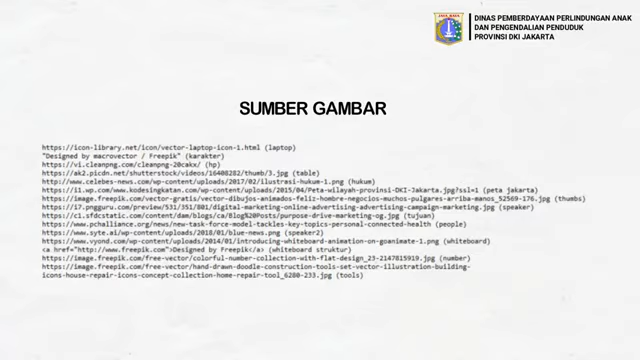 JAYA RAYA
DINAS PEMBERDAYAAN PERLINDUNGAN ANAK
DAN PENGENDALIAN PENDUDUK
PROVINSI DKI JAKARTA
SUMBER GAMBAR
https://icon-library.net/icon/vector-laptop-icon-1.html (laptop)
"Designed by macrovector / Freepik" (karakter)
https://vi.cleanpng.com/cleanpng-20cakx/ (hp)
https://ak2.picdn.net/shutterstock/videos/16408282/thumb/3.jpg (table)
http://www.celebes-news.com/wp-content/uploads/2017/02/ilustrasi-hukum-1.png (hukum)
https://i1.wp.com/www.kodesingkatan.com/wp-content/uploads/2015/04/Peta-wilayah-provinsi-DKI-Jakarta.jpg?ssl=1 (peta jakarta)
https://image.freepik.com/vector-gratis/vector-dibujos-animados-feliz-hombre-negocios-muchos-pulgares-arriba-manos_52569-176.jpg (thumbs)
https://i7.pngguru.com/preview/531/351/801/digital-marketing-online-advertising-advertising-campaign-marketing.jpg (speaker)
https://c1.sfdcstatic.com/content/dam/blogs/ca/Blog%20Posts/purpose-drive-marketing-og.jpg (tujuan)
https://www.pchalliance.org/news/new-task-force-model-tackles-key-topics-personal-connected-health (people)
https://www.syte.ai/wp-content/uploads/2018/01/blue-news.png (speaker2)
https://www.vyond.com/wp-content/uploads/2014/01/introducing-whiteboard-animation-on-goanimate-1.png (whiteboard)
<a href="http://www.freepik.com">Designed by Freepik</a> (whiteboard struktur)
https://image.freepik.com/free-vector/colorful-number-collection-with-flat-design_23-2147815919.jpg (number)
https://image.freepik.com/free-vector/hand-drawn-doodle-construction-tools-set-vector-illustration-building-
icons-house-repair-icons-concept-collection-home-repair-tool_6280-233.jpg (tools)